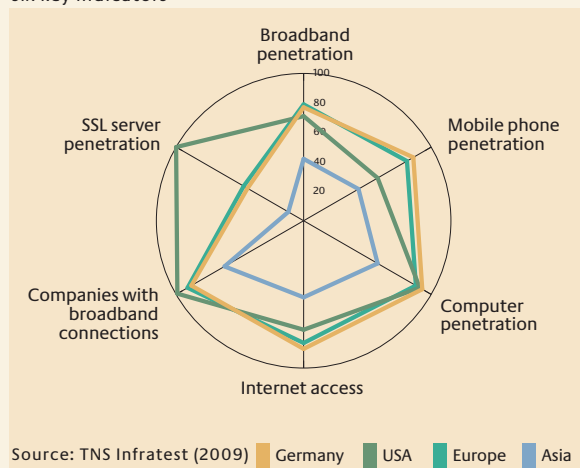 Broadband
penetration
100
80
60
40
20
SSL server
penetration
Mobile phone
penetration
Companies with
broadband
connections
Computer
penetration
Internet access
Source: TNS Infratest (2009) Germany USA Europe Asia